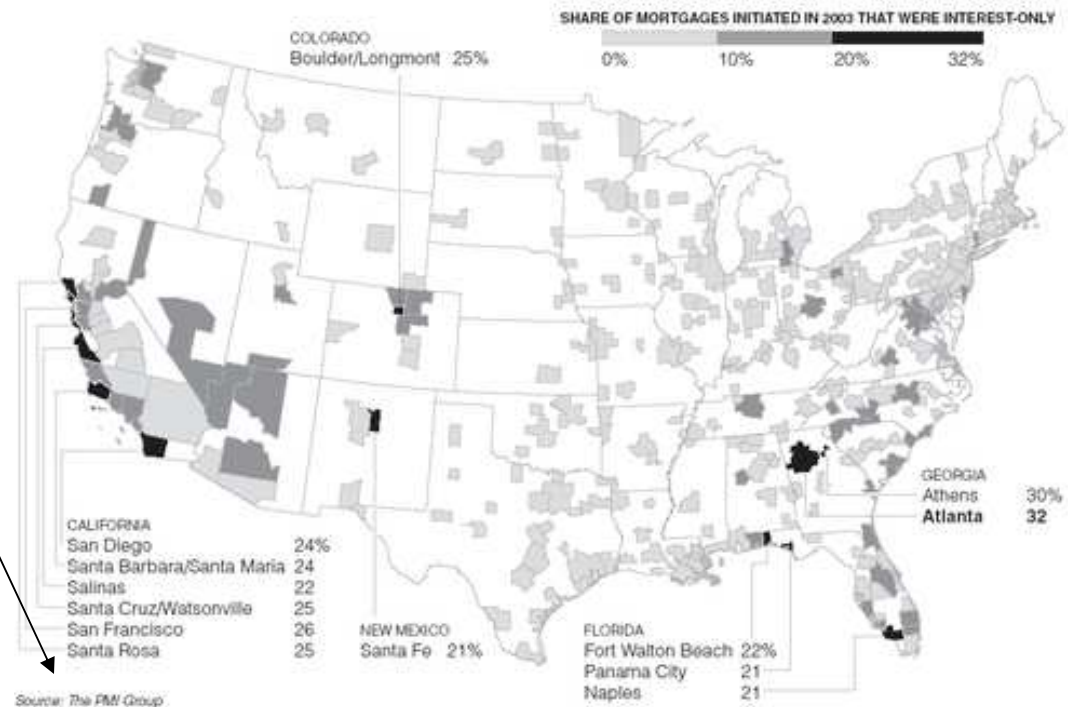 SHARE OF MORTGAGES INITIATED IN 2003 THAT WERE INTEREST-ONLY
0% 10% 20% 32%
COLORADO
Boulder/Longmont 25%
GEORGIA
Athens 30%
Atlanta 32
CALIFORNIA
San Diego 24%
Santa Barbara/Santa Maria 24
Salinas 22
Santa Cruz/Watsonville 25
San Francisco 26
Santa Rosa 25
NEW MEXICO
Santa Fe 21%
FLORIDA
Fort Walton Beach 22%
Panama City 21
Naples 21
Source: The PMI Group